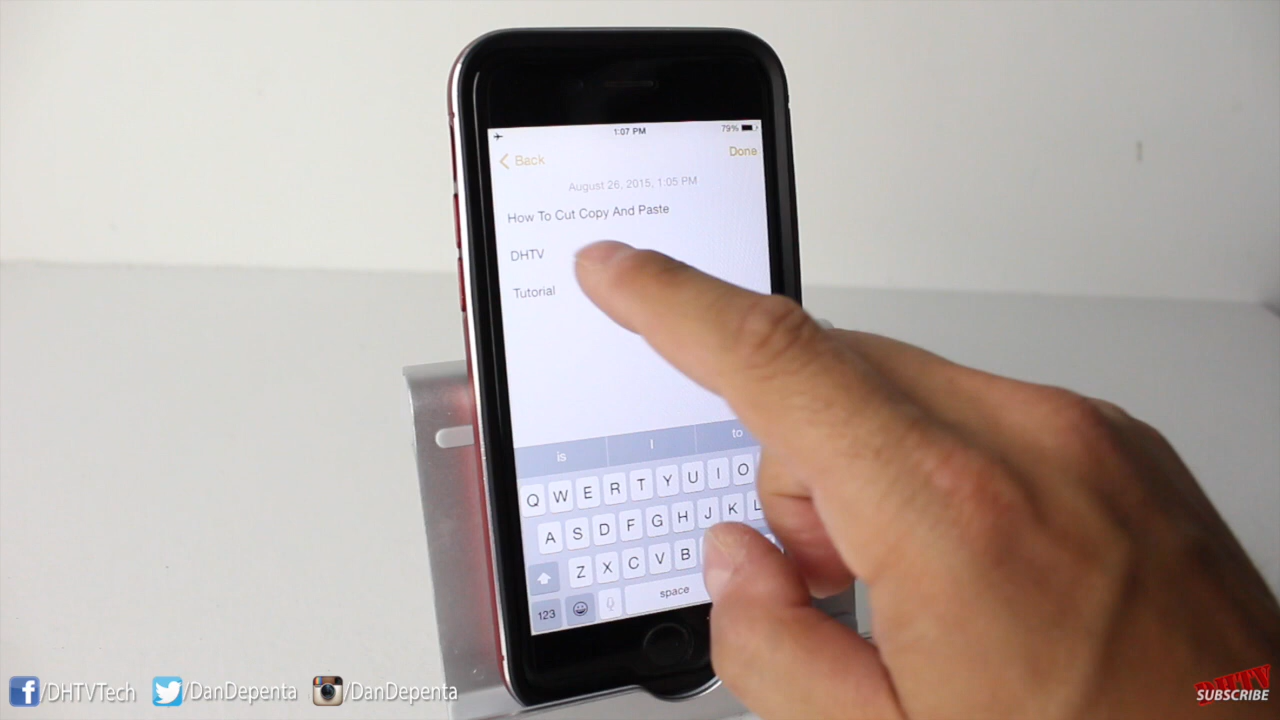 1:07 PM 79%
Back Done
August 26, 2015, 1:05 PM
How To Cut Copy And Paste
DHTV
Tutorial
is I to
Q W E R T Y U I O
A S D F G H J K L
Z X C V B
123 space
/DHTVTech /DanDepenta /DanDepenta
DHTV
SUBSCRIBE